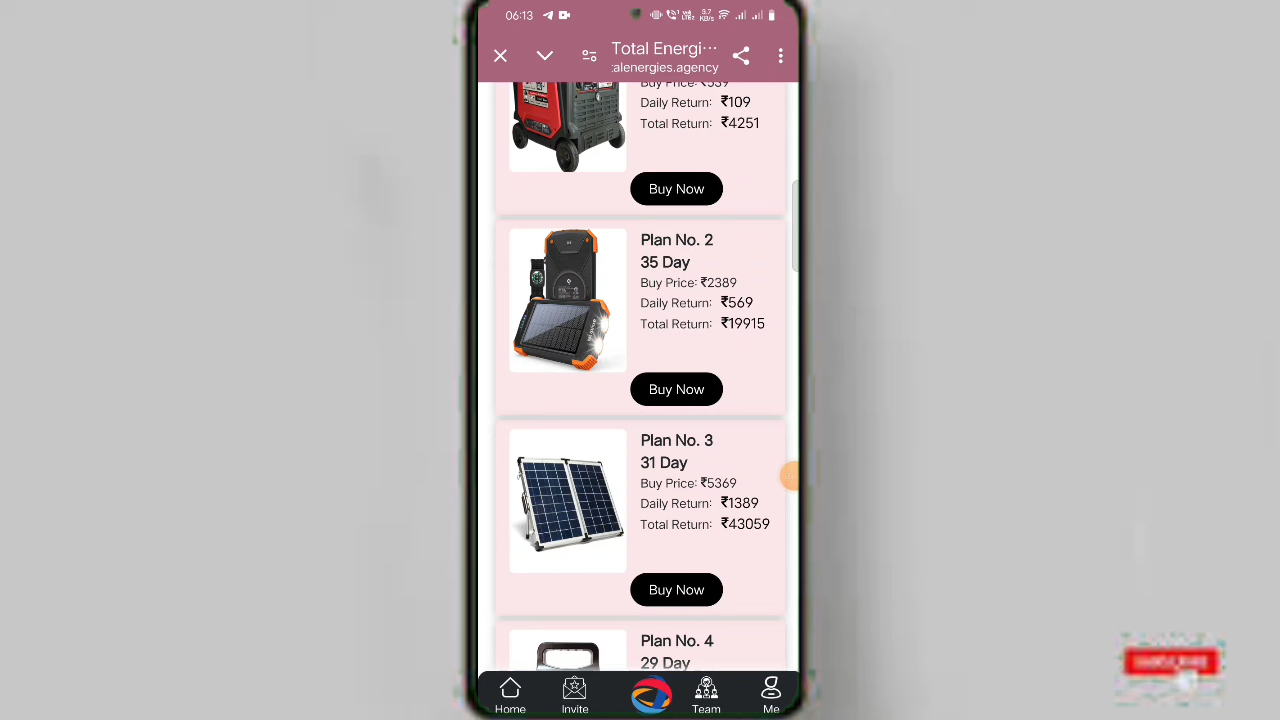 06:13
Total Energi···
:alenergies.agency
Buy Price: ₹539
Daily Return: ₹109
Total Return: ₹4251
Buy Now
Plan No. 2
35 Day
Buy Price: ₹2389
Daily Return: ₹569
Total Return: ₹19915
Buy Now
Plan No. 3
31 Day
Buy Price: ₹5369
Daily Return: ₹1389
Total Return: ₹43059
Buy Now
Plan No. 4
29 Day
Home Invite Team Me
SUBSCRIBE